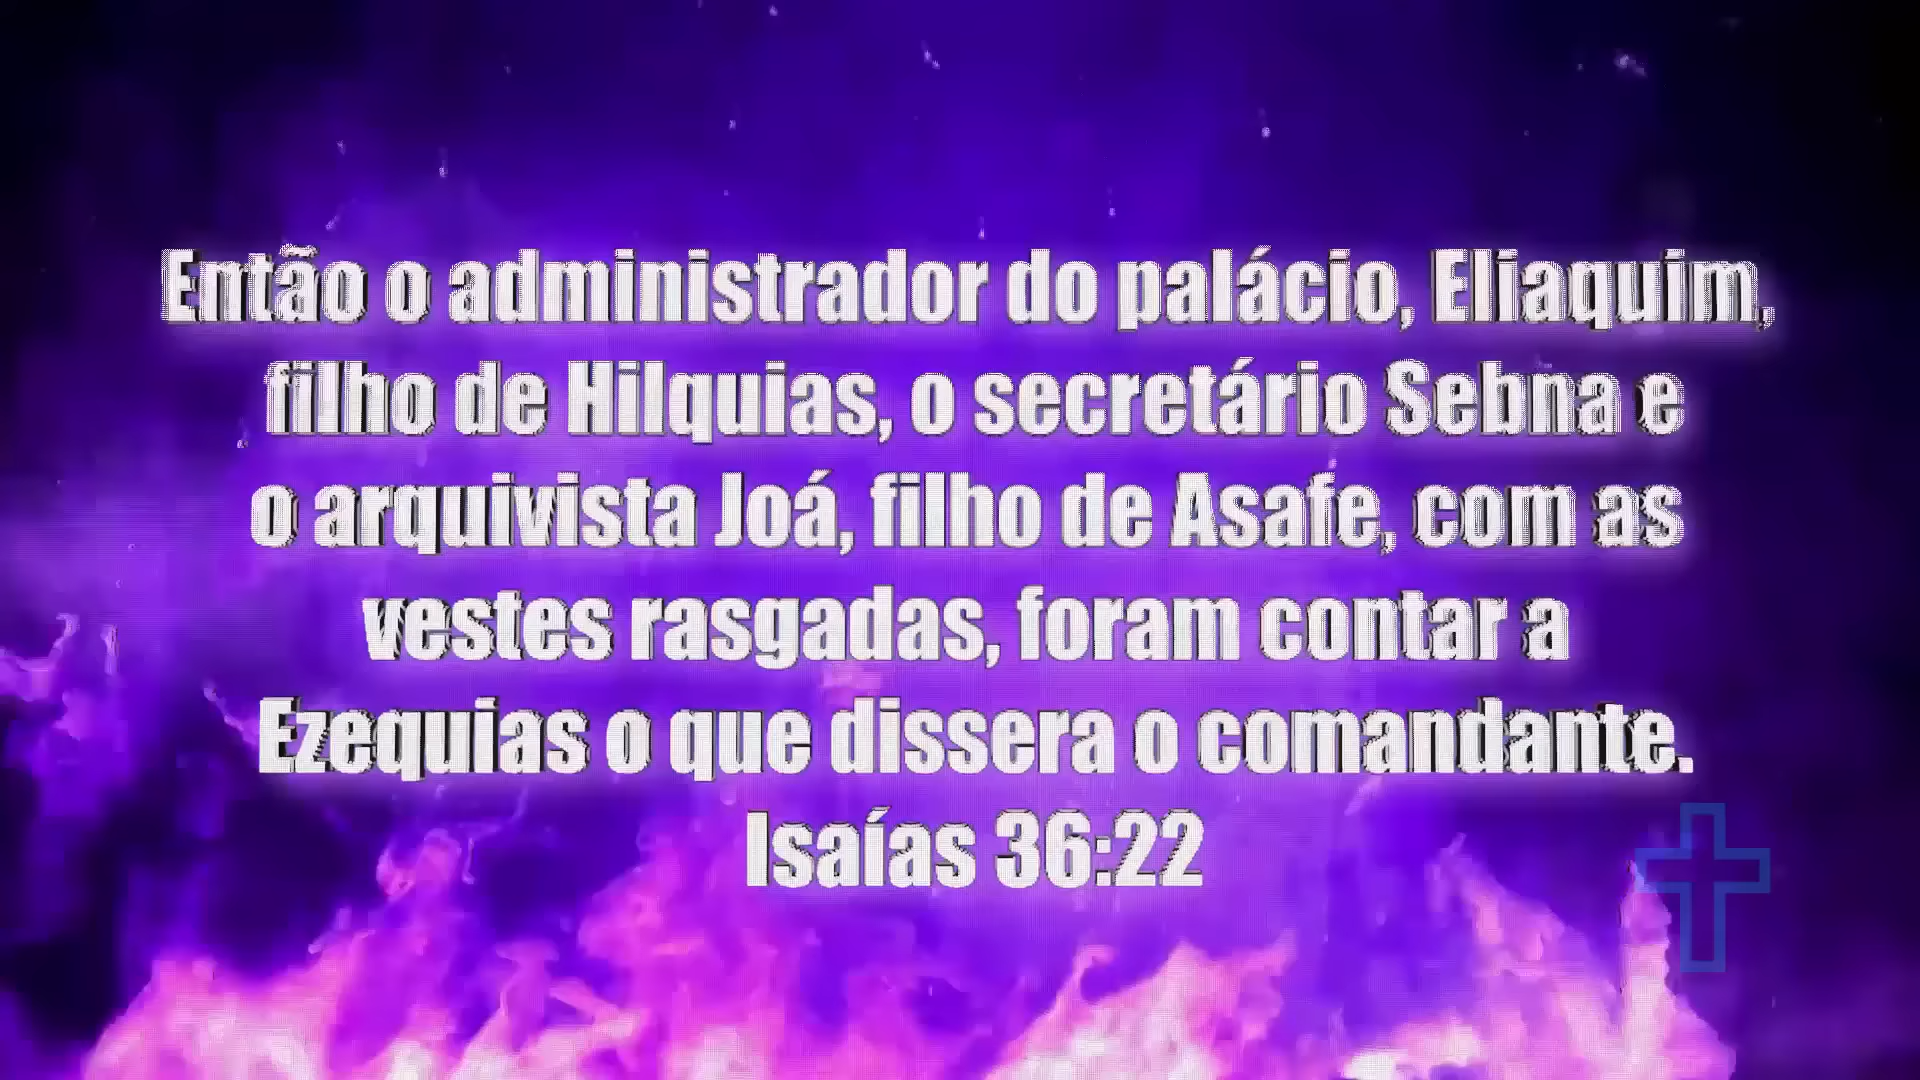 Então o administrador do palácio, Eliaquim,
filho de Hilquias, o secretário Sebna e
o arquivista Joá, filho de Asafe, com as
vestes rasgadas, foram contar a
Ezequias o que dissera o comandante.
Isaías 36:22